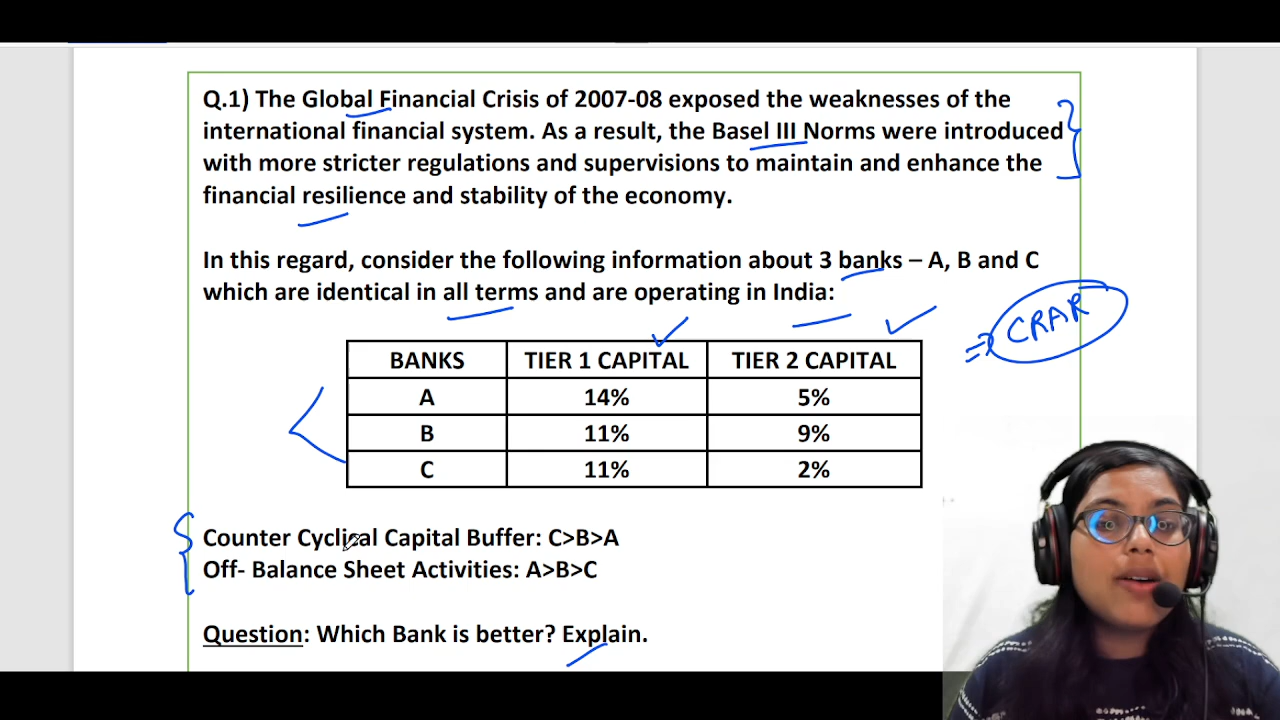 Q.1) The Global Financial Crisis of 2007-08 exposed the weaknesses of the
international financial system. As a result, the Basel III Norms were introduced
with more stricter regulations and supervisions to maintain and enhance the
financial resilience and stability of the economy.
In this regard, consider the following information about 3 banks – A, B and C
which are identical in all terms and are operating in India:
CRAR
BANKS TIER 1 CAPITAL TIER 2 CAPITAL
A 14% 5%
B 11% 9%
C 11% 2%
Counter Cyclical Capital Buffer: C>B>A
Off- Balance Sheet Activities: A>B>C
Question: Which Bank is better? Explain.